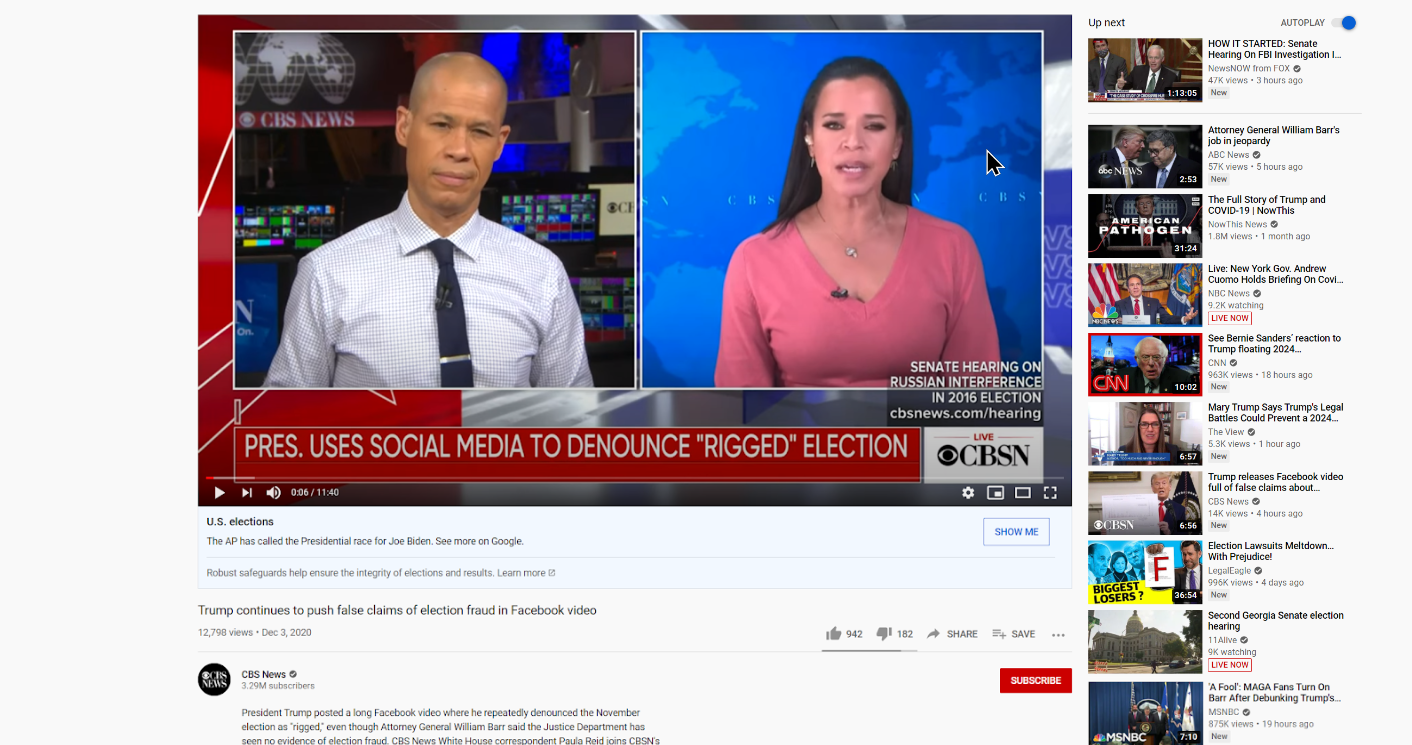 CBS NEWS
CBS
CBS
SENATE HEARING ON
RUSSIAN INTERFERENCE
IN 2016 ELECTION
cbsnews.com/hearing
PRES. USES SOCIAL MEDIA TO DENOUNCE "RIGGED" ELECTION
LIVE
CBSN
0:06 / 11:40
U.S. elections
The AP has called the Presidential race for Joe Biden. See more on Google.
SHOW ME
Robust safeguards help ensure the integrity of elections and results. Learn more
Trump continues to push false claims of election fraud in Facebook video
12,798 views • Dec 3, 2020
942 182 SHARE SAVE
CBS NEWS
CBS News
3.29M subscribers
SUBSCRIBE
President Trump posted a long Facebook video where he repeatedly denounced the November
election as "rigged," even though Attorney General William Barr said the Justice Department has
seen no evidence of election fraud. CBS News White House correspondent Paula Reid joins CBSN's
Up next
AUTOPLAY
HOW IT STARTED: Senate
Hearing On FBI Investigation I...
NewsNOW from FOX
47K views • 3 hours ago
New
1:13:05
Attorney General William Barr's
job in jeopardy
ABC News
57K views • 5 hours ago
New
abc NEWS
2:53
The Full Story of Trump and
COVID-19 | NowThis
NowThis News
1.8M views • 1 month ago
AMERICAN
PATHOGEN
31:24
Live: New York Gov. Andrew
Cuomo Holds Briefing On Covi...
NBC News
9.2K watching
LIVE NOW
NBC NEWS
See Bernie Sanders' reaction to
Trump floating 2024...
CNN
963K views • 18 hours ago
New
CNN
10:02
Mary Trump Says Trump's Legal
Battles Could Prevent a 2024...
The View
5.3K views • 1 hour ago
New
6:57
Trump releases Facebook video
full of false claims about...
CBS News
14K views • 4 hours ago
New
CBSN
6:56
Election Lawsuits Meltdown...
With Prejudice!
LegalEagle
996K views • 4 days ago
New
F
BIGGEST
LOSERS ?
36:54
Second Georgia Senate election
hearing
11Alive
9K watching
LIVE NOW
'A Fool': MAGA Fans Turn On
Barr After Debunking Trump's...
MSNBC
875K views • 19 hours ago
New
MSNBC
7:10